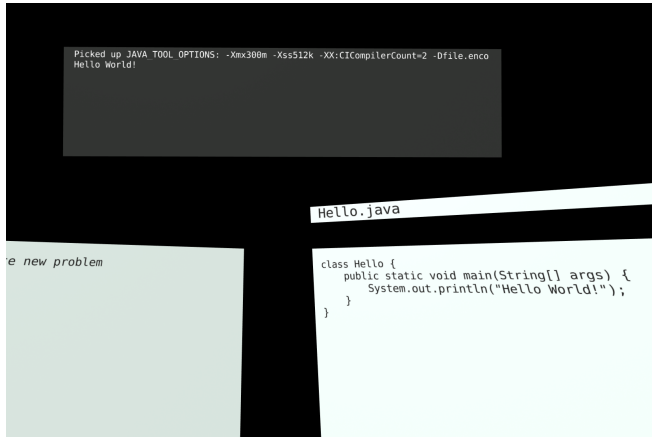 Picked up JAVA_TOOL_OPTIONS: -Xmx300m -Xss512k -XX:CICompilerCount=2 -Dfile.enco
Hello World!
Hello.java
new problem
class Hello {
    public static void main(String[] args) {
        System.out.println("Hello World!");
    }
}